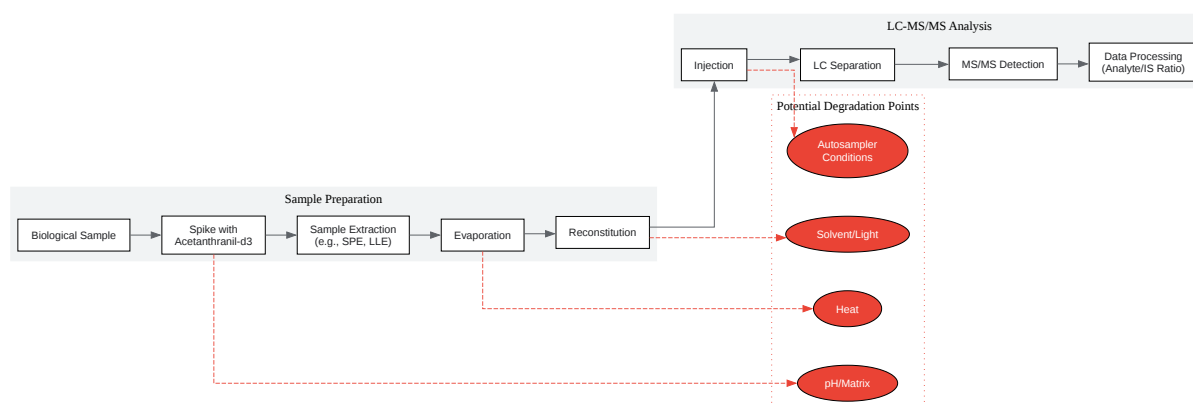 LC-MS/MS Analysis
Injection
LC Separation
MS/MS Detection
Data Processing
(Analyte/IS Ratio)
Potential Degradation Points
Autosampler
Conditions
Sample Preparation
Biological Sample
Spike with
Acetanthranil-d3
Sample Extraction
(e.g., SPE, LLE)
Evaporation
Reconstitution
Solvent/Light
Heat
pH/Matrix